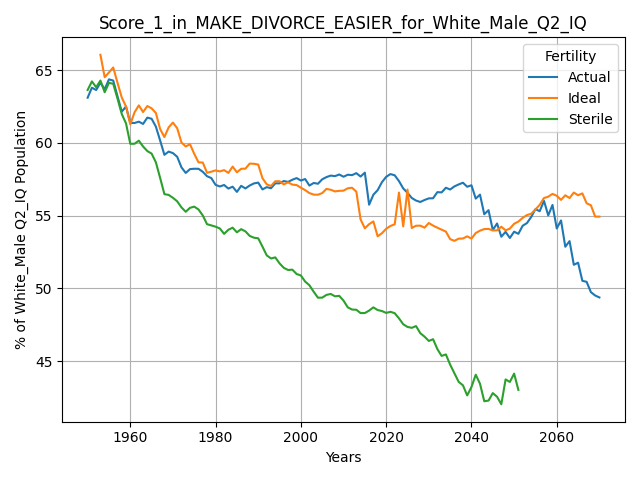 Score_1_in_MAKE_DIVORCE_EASIER_for_White_Male_Q2_IQ
Fertility
Actual
Ideal
Sterile
% of White_Male Q2_IQ Population
65
60
55
50
45
1960
1980
2000
2020
2040
2060
Years